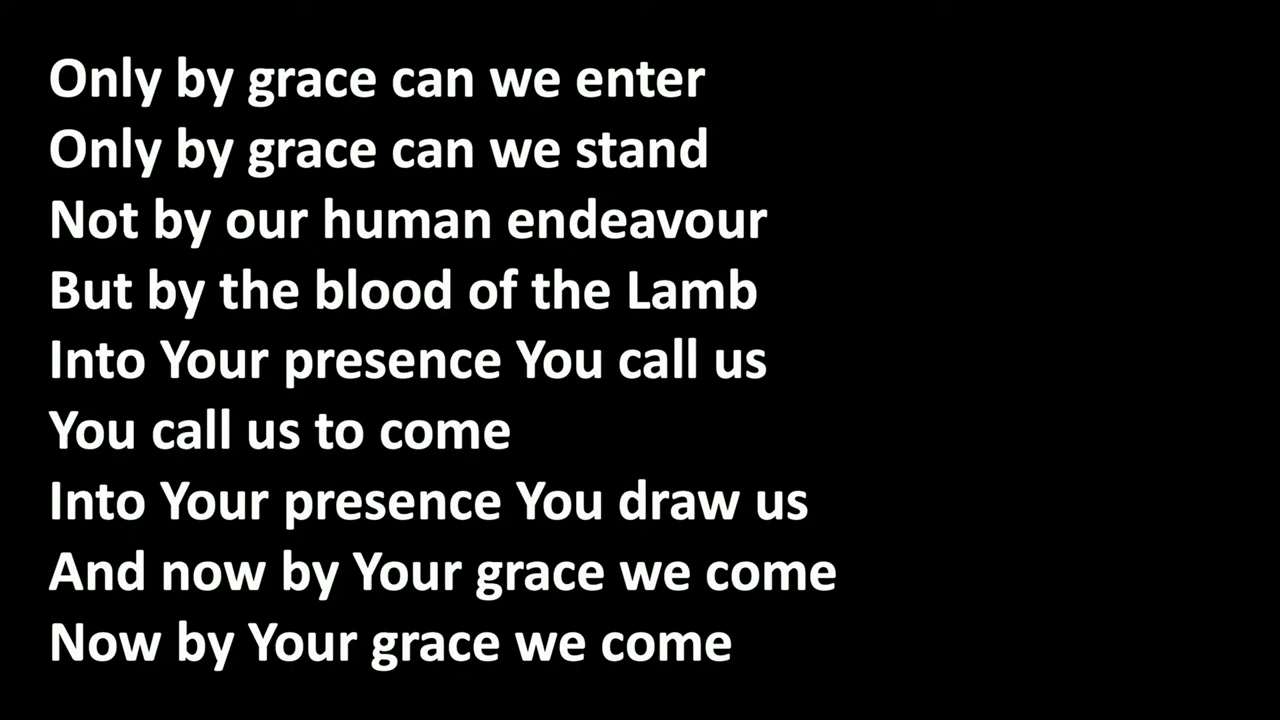 Only by grace can we enter
Only by grace can we stand
Not by our human endeavour
But by the blood of the Lamb
Into Your presence You call us
You call us to come
Into Your presence You draw us
And now by Your grace we come
Now by Your grace we come